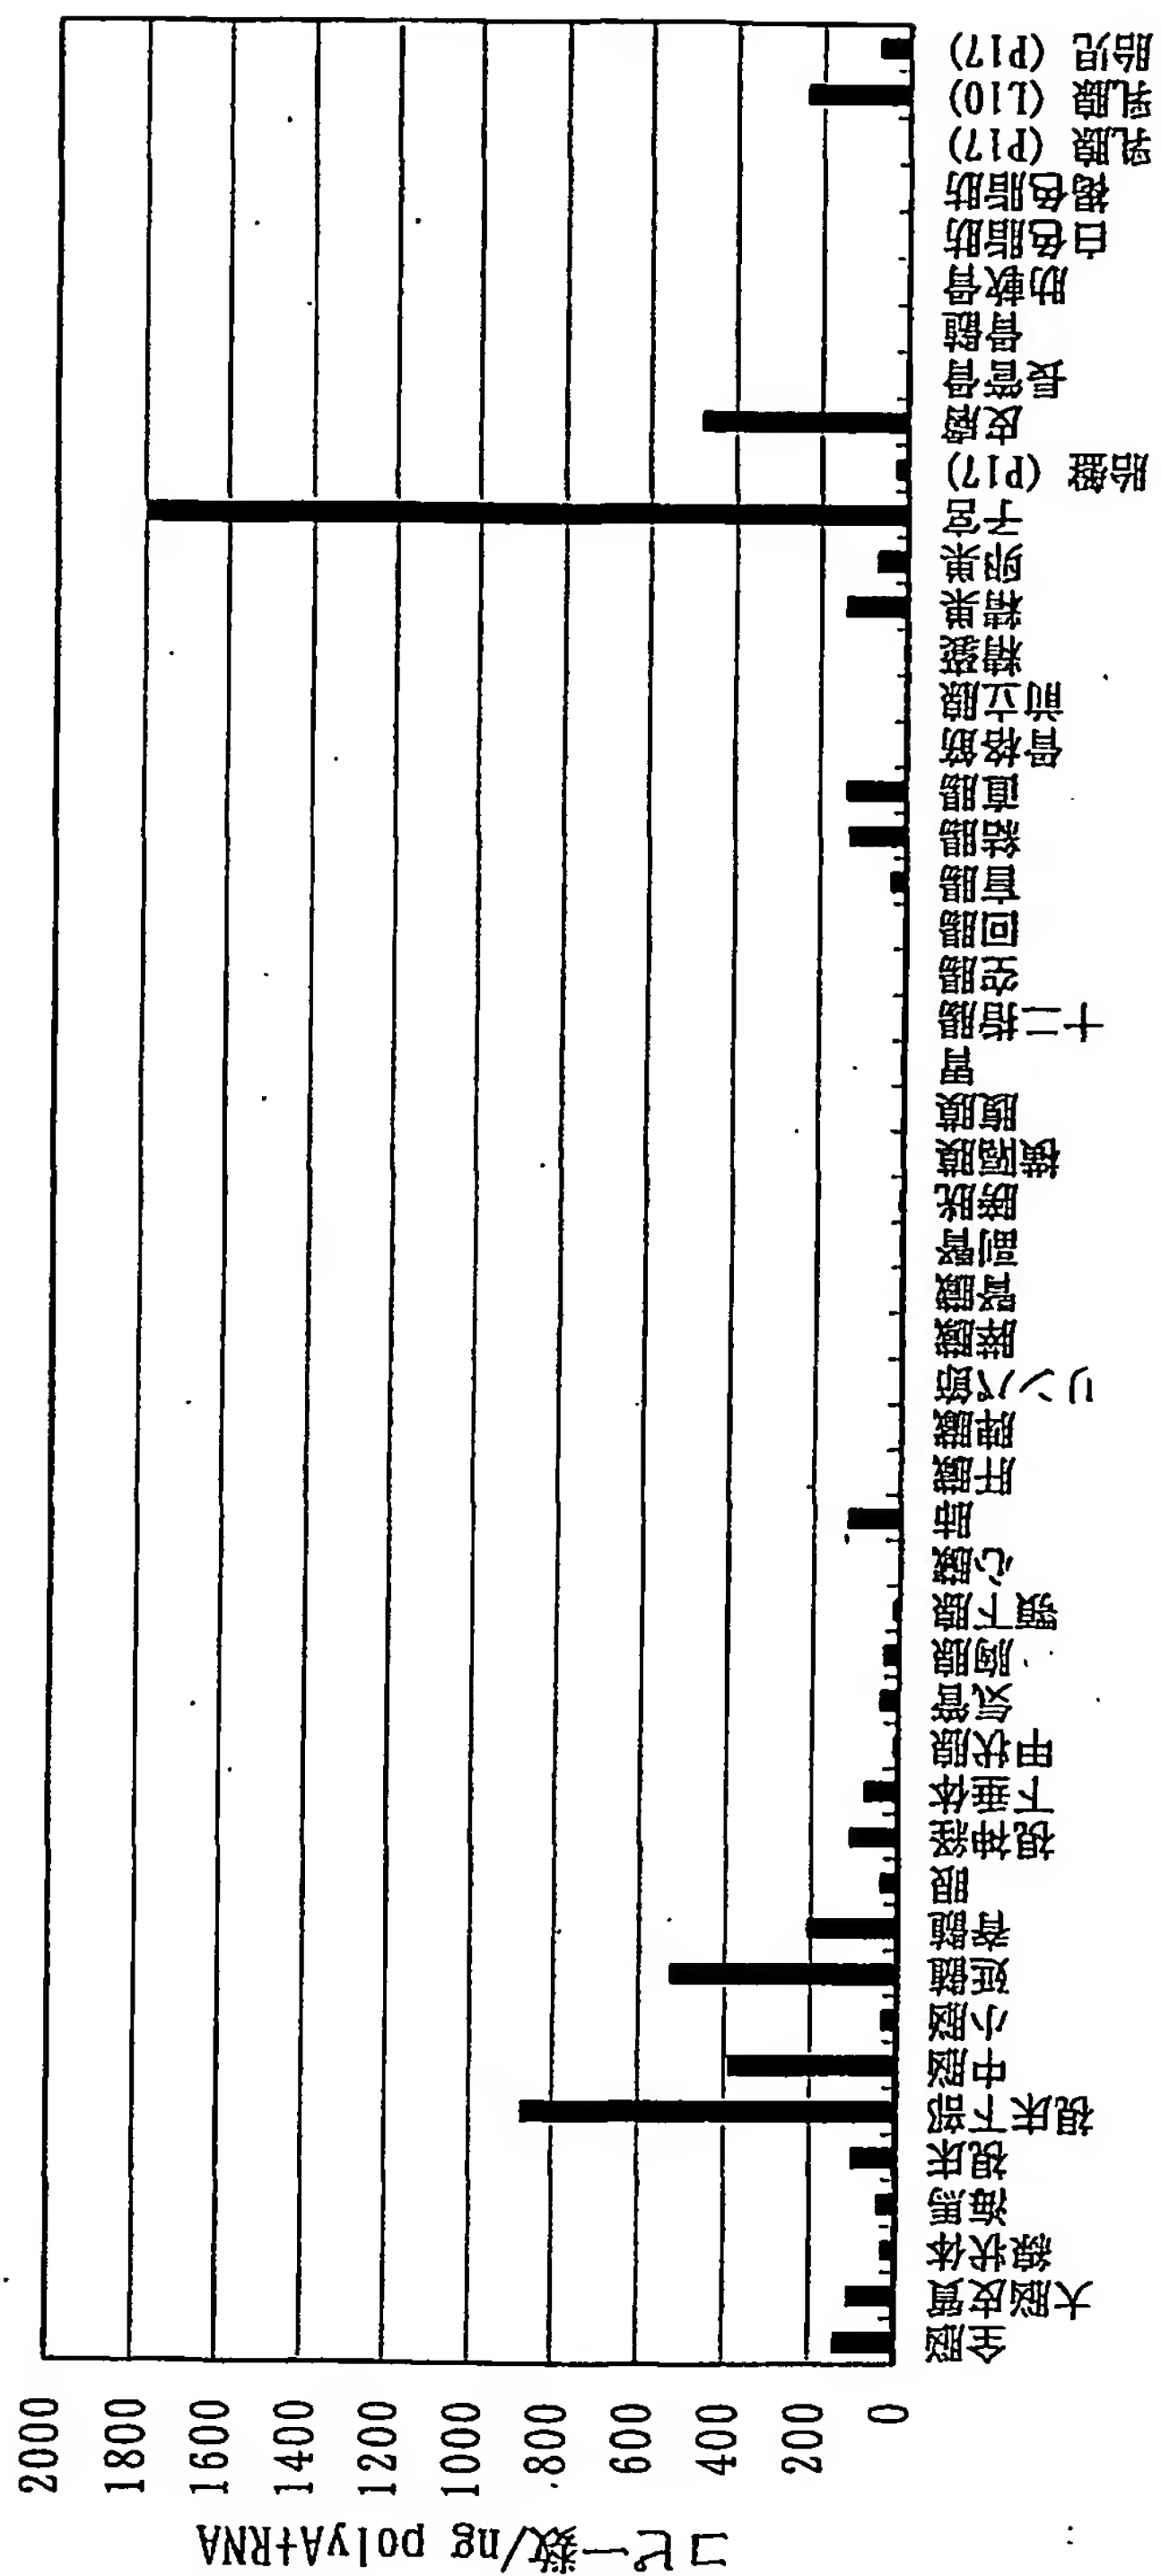 コピー数/ng polyA+RNA
2000
1800
1600
1400
1200
1000
800
600
400
200
0
全脳
大脳皮質
線状体
海馬
視床
視床下部
中脳
小脳
延髄
脊髄
眼
視神経
下垂体
甲状腺
気管
胸腺
顎下腺
心臓
肺
肝臓
脾臓
リンパ節
膵臓
腎臓
副腎
膀胱
横隔膜
腹膜
胃
十二指腸
空腸
回腸
盲腸
結腸
直腸
骨格筋
前立腺
精嚢
精巣
卵巣
子宮
胎盤 (P17)
皮膚
長管骨
骨髄
肋軟骨
白色脂肪
褐色脂肪
乳腺 (P17)
乳腺 (L10)
胎児 (P17)